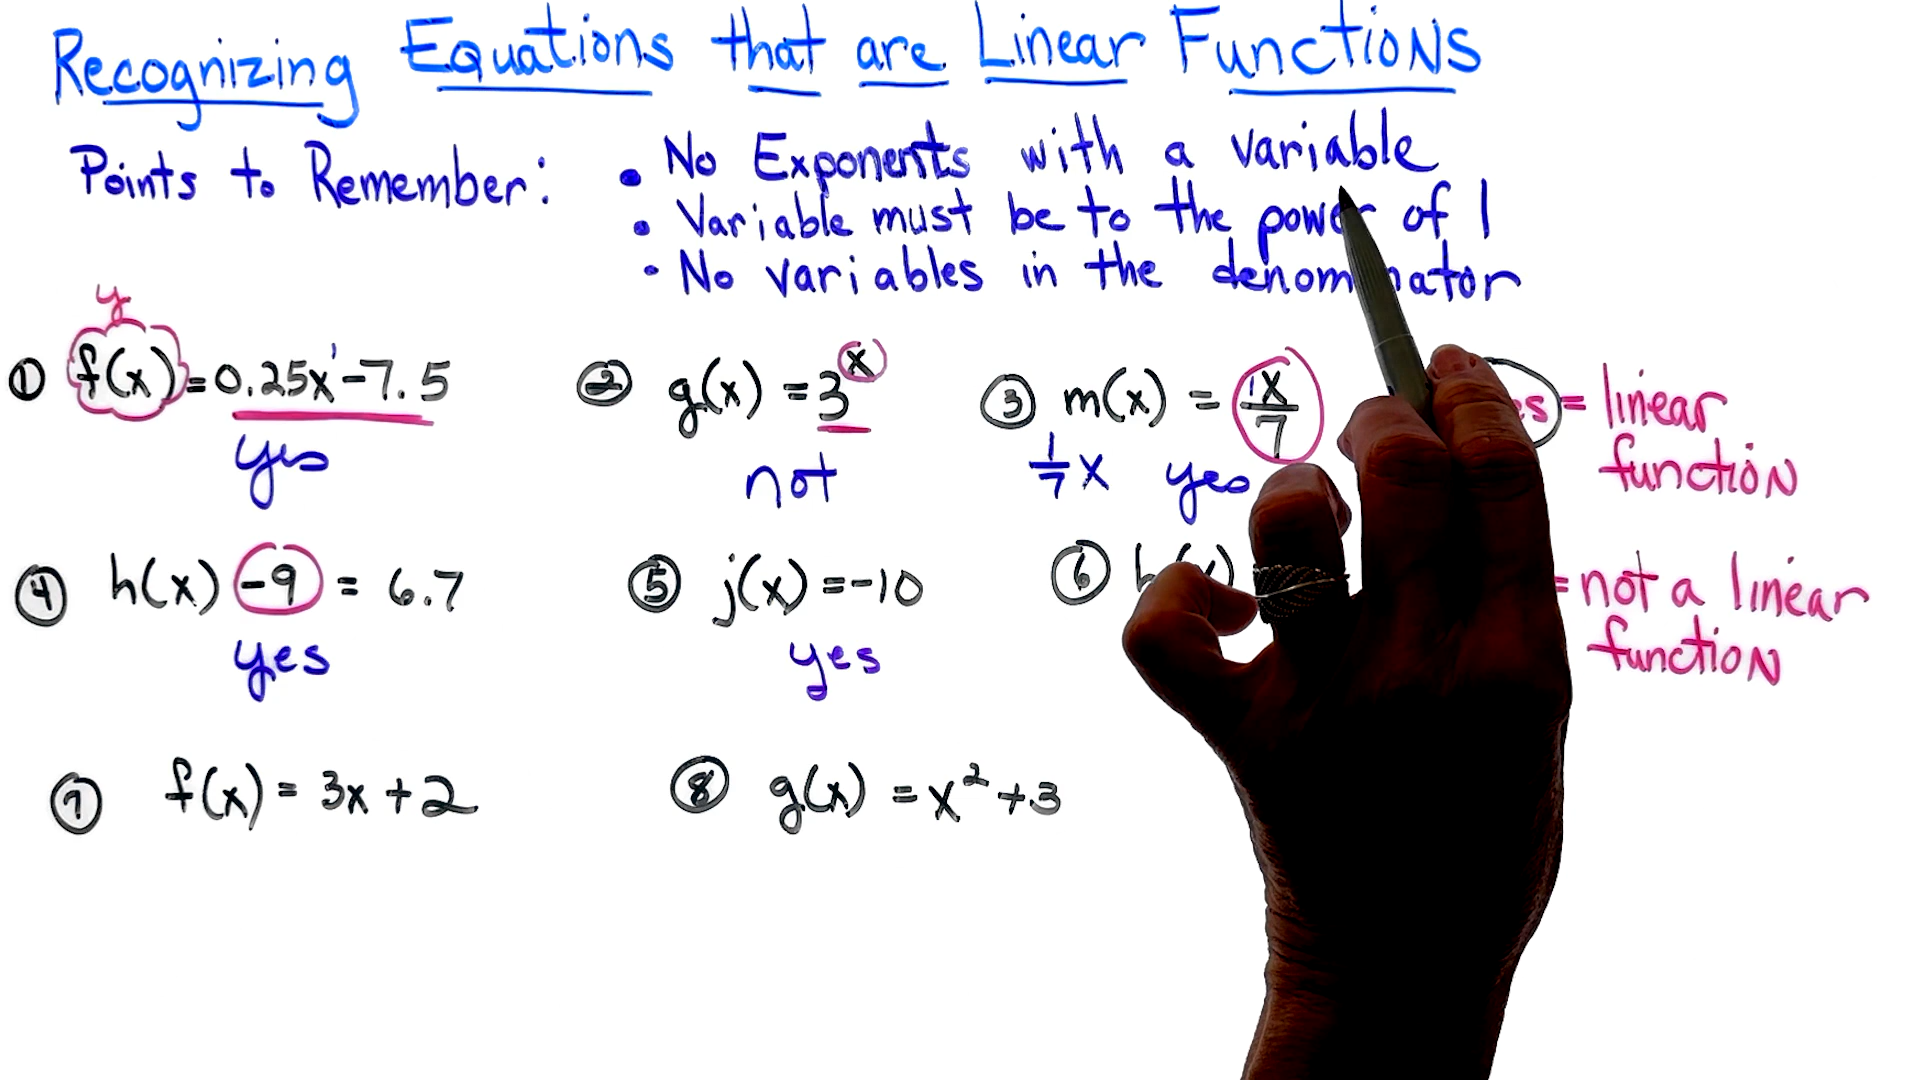 Recognizing Equations that are Linear Functions
Points to Remember:
• No Exponents with a variable
• Variable must be to the power of 1
• No variables in the denominator
y
① f(x) = 0.25x¹ - 7.5
yes
② g(x) = 3^x
not
③ m(x) = 1x/7
1/7 x yes
= linear
function
④ h(x) - 9 = 6.7
yes
⑤ j(x) = -10
yes
⑥
= not a linear
function
⑦ f(x) = 3x + 2
⑧ g(x) = x² + 3